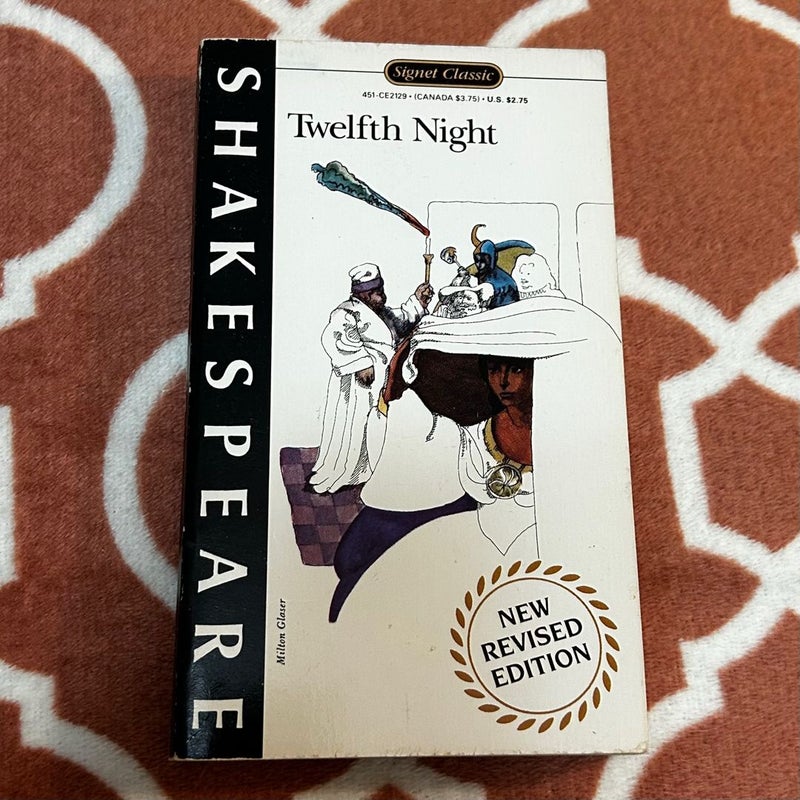 SHAKESPEARE
Signet Classic
451-CE2129 • (CANADA $3.75) • U.S. $2.75
Twelfth Night
Milton Glaser
NEW
REVISED
EDITION